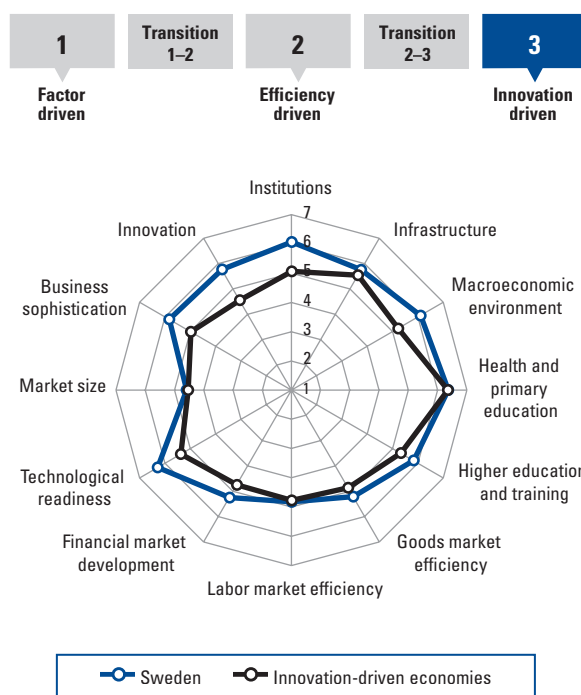 1
Transition
1–2
2
Transition
2–3
3
Factor
driven
Efficiency
driven
Innovation
driven
Institutions
7
6
5
4
3
2
1
Infrastructure
Macroeconomic
environment
Health and
primary
education
Higher education
and training
Goods market
efficiency
Labor market efficiency
Financial market
development
Technological
readiness
Market size
Business
sophistication
Innovation
Sweden
Innovation-driven economies